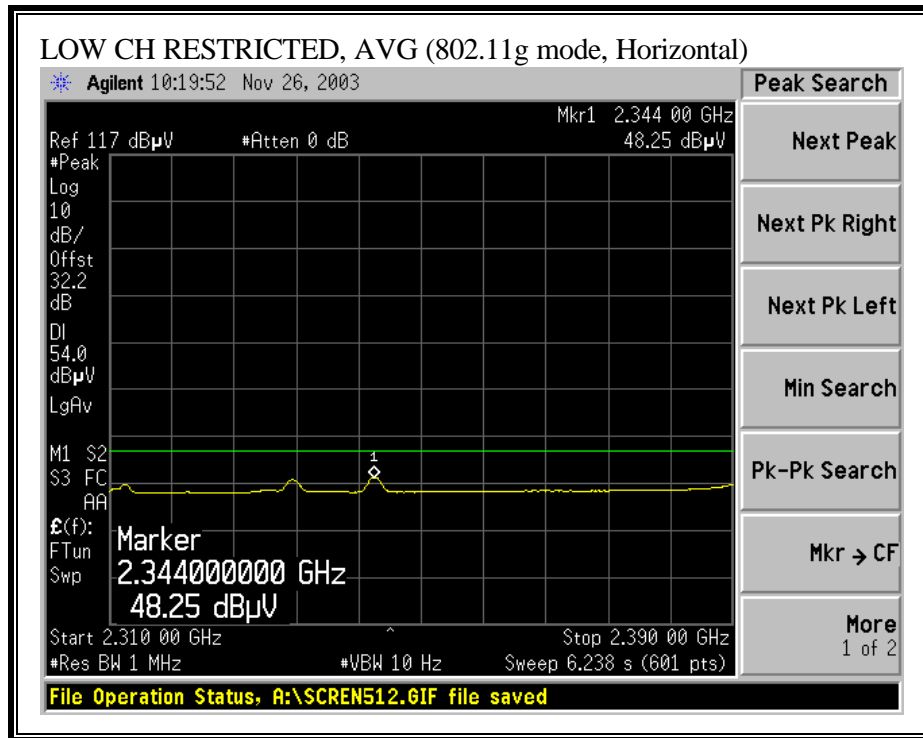 LOW CH RESTRICTED, AVG (802.11g mode, Horizontal)
Agilent 10:19:52 Nov 26, 2003
Peak Search
Mkr1 2.344 00 GHz
Ref 117 dBµV #Atten 0 dB 48.25 dBµV
#Peak
Log
10
dB/
Offst
32.2
dB
DI
54.0
dBµV
LgAv
M1 S2
S3 FC
AA
£(f):
FTun
Swp
1
Marker
2.344000000 GHz
48.25 dBµV
Start 2.310 00 GHz ^ Stop 2.390 00 GHz
#Res BW 1 MHz #VBW 10 Hz Sweep 6.238 s (601 pts)
Next Peak
Next Pk Right
Next Pk Left
Min Search
Pk-Pk Search
Mkr → CF
More
1 of 2
File Operation Status, A:\SCREN512.GIF file saved